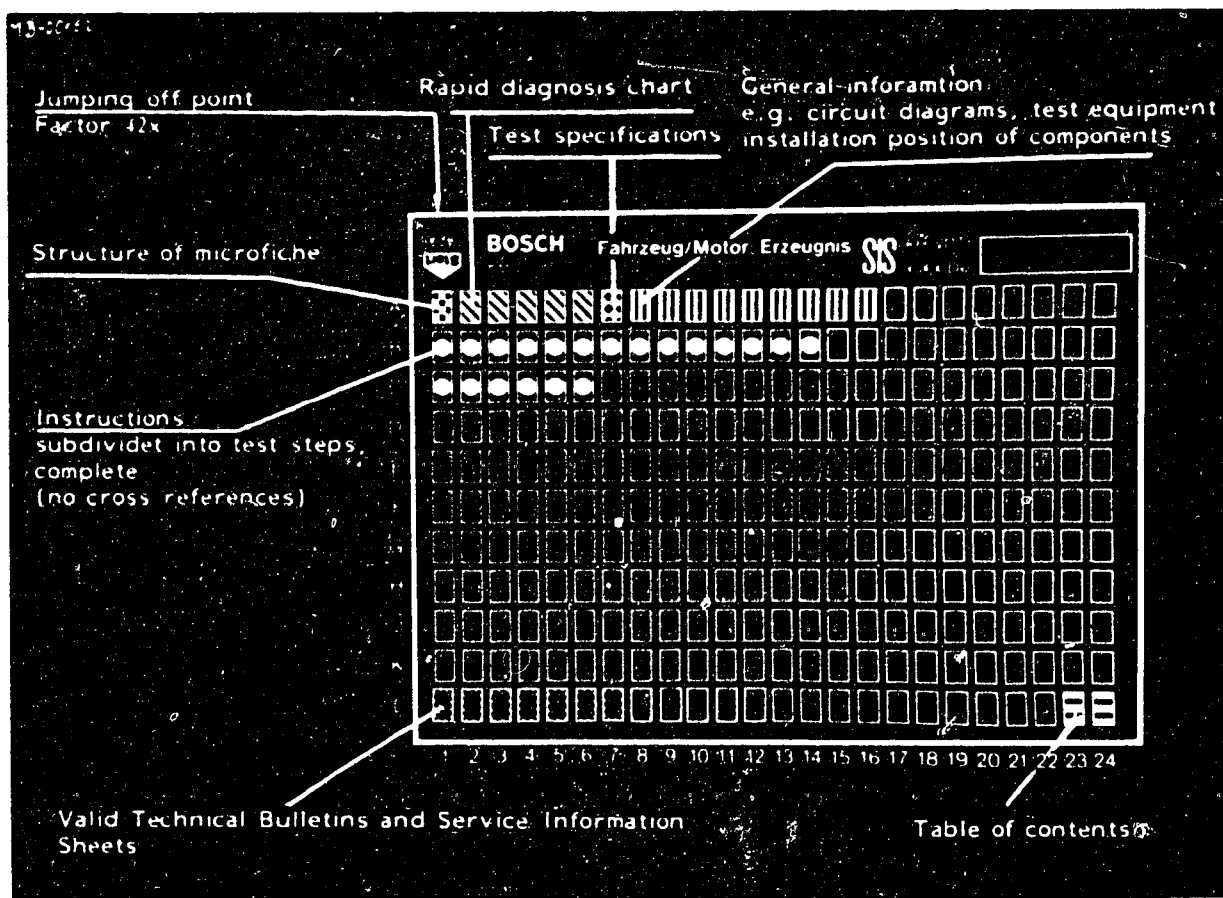 Jumping off point
Factor 42x
Rapid diagnosis chart
Test specifications
General inforamtion
e.g. circuit diagrams, test equipment
installation position of components
Structure of microfiche
BOSCH
Fahrzeug/Motor Erzeugnis
SIS
Instructions
subdividet into test steps,
complete
(no cross references)
1 2 3 4 5 6 7 8 9 10 11 12 13 14 15 16 17 18 19 20 21 22 23 24
Valid Technical Bulletins and Service Information
Sheets
Table of contents